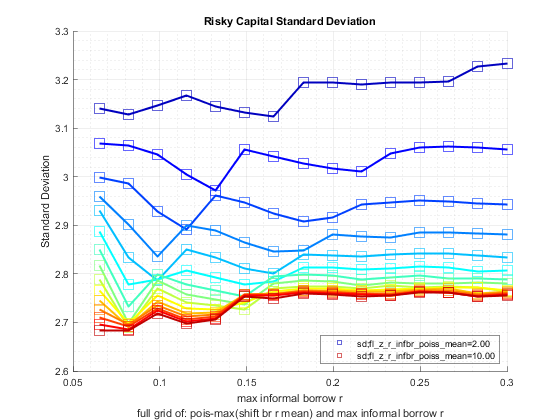 Risky Capital Standard Deviation
3.3
3.2
3.1
3
2.9
2.8
2.7
2.6
Standard Deviation
0.05
0.1
0.15
0.2
0.25
0.3
sd;fl_z_r_infbr_poiss_mean=2.00
sd;fl_z_r_infbr_poiss_mean=10.00
max informal borrow r
full grid of: pois-max(shift br r mean) and max informal borrow r